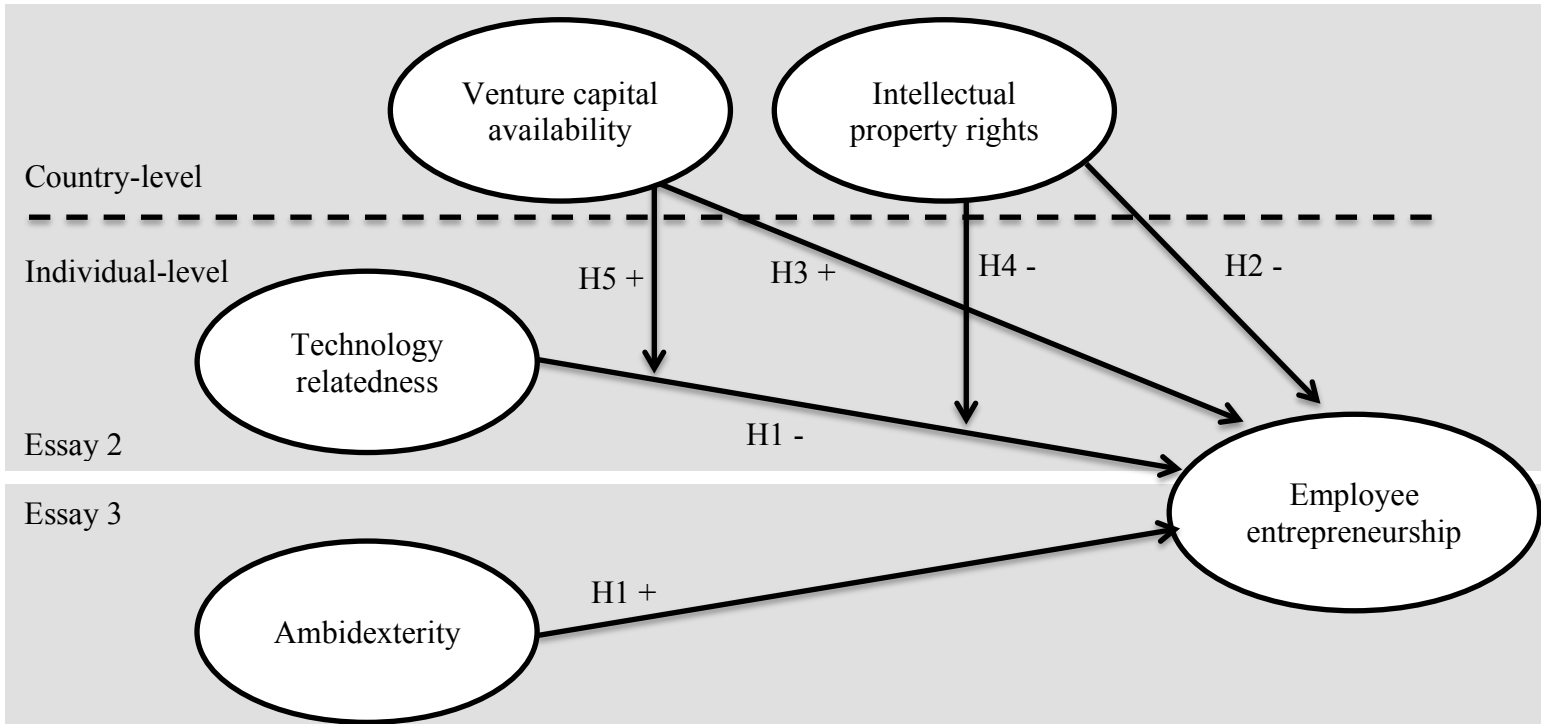 Venture capital
availability
Intellectual
property rights
Country-level
Individual-level
H5 +
H3 +
H4 -
H2 -
Technology
relatedness
H1 -
Essay 2
Essay 3
Employee
entrepreneurship
H1 +
Ambidexterity